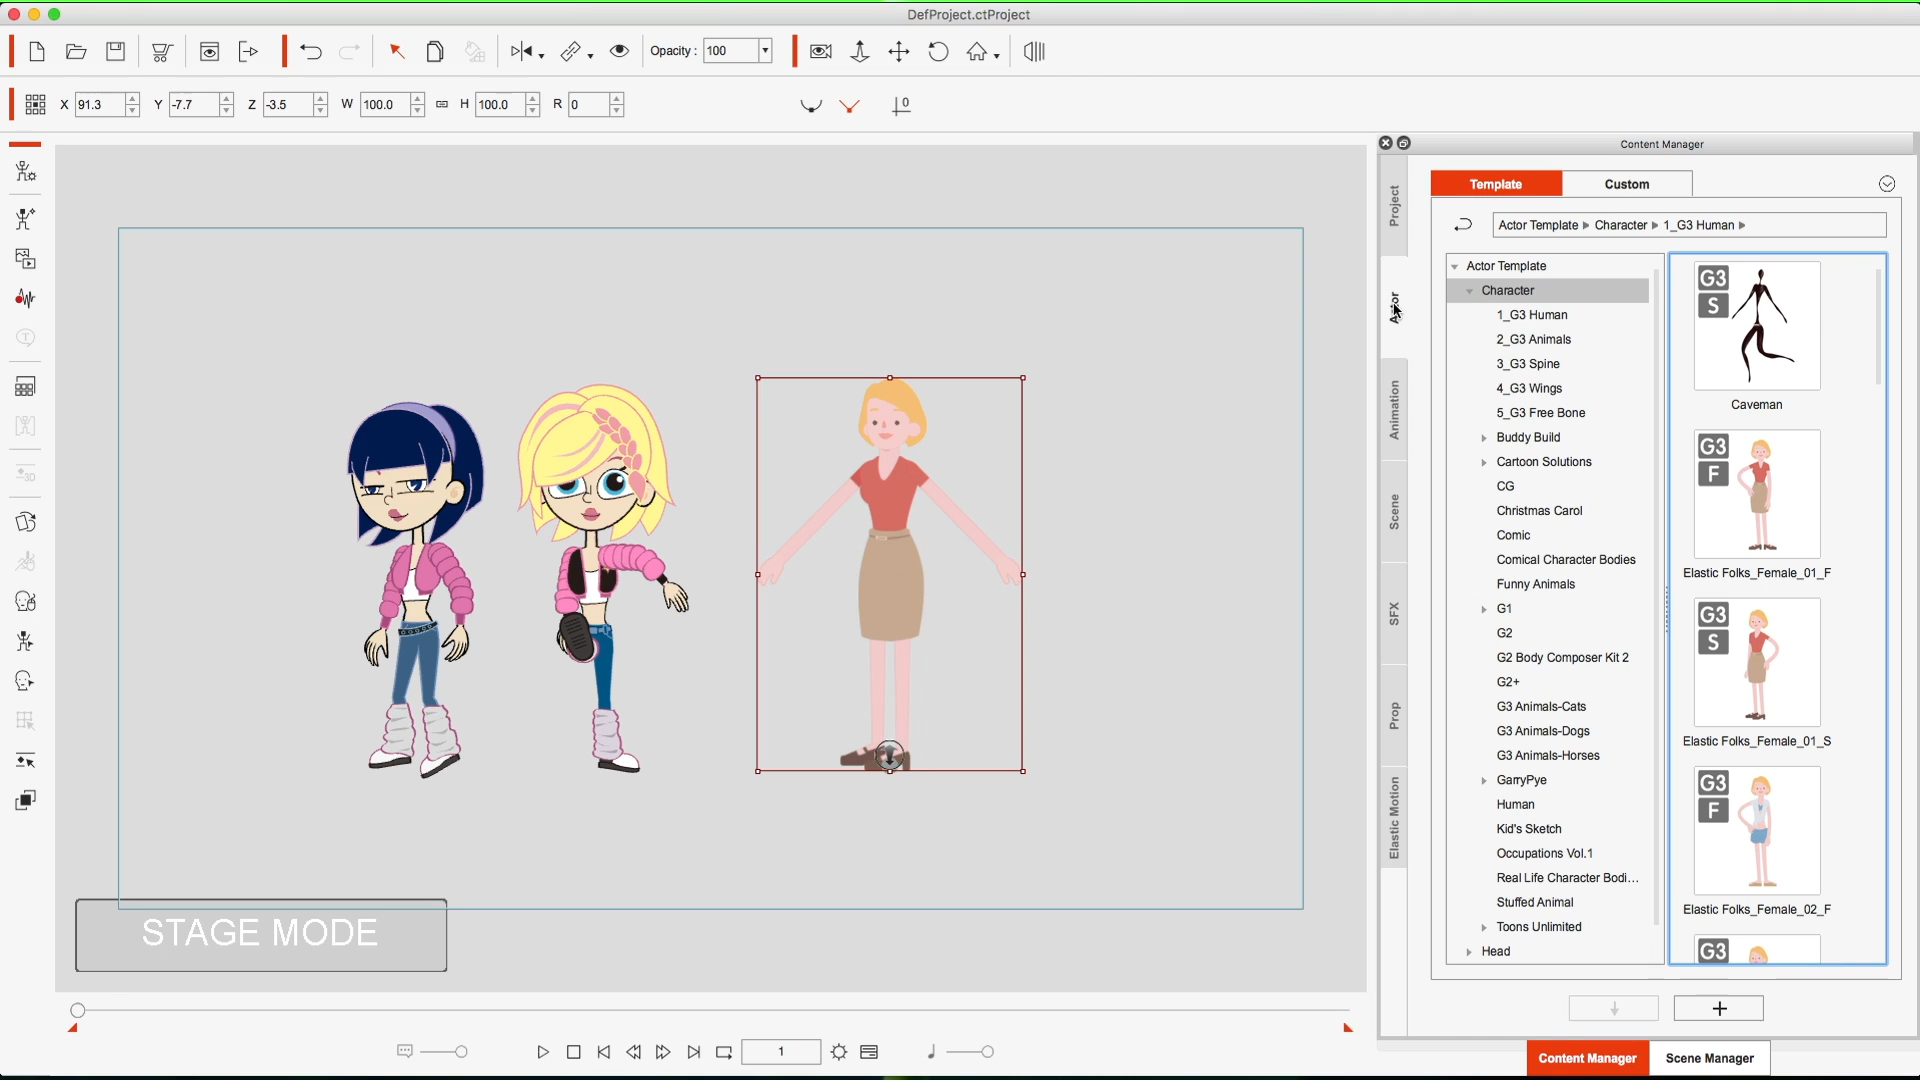 DefProject.ctProject
Opacity : 100
X 91.3 Y -7.7 Z -3.5 W 100.0 H 100.0 R 0
Content Manager
Template Custom
Actor Template Character 1_G3 Human
Project
Actor
Animation
Scene
SFX
Prop
Elastic Motion
Actor Template
Character
1_G3 Human
2_G3 Animals
3_G3 Spine
4_G3 Wings
5_G3 Free Bone
Buddy Build
Cartoon Solutions
CG
Christmas Carol
Comic
Comical Character Bodies
Funny Animals
G1
G2
G2 Body Composer Kit 2
G2+
G3 Animals-Cats
G3 Animals-Dogs
G3 Animals-Horses
GarryPye
Human
Kid's Sketch
Occupations Vol.1
Real Life Character Bodi...
Stuffed Animal
Toons Unlimited
Head
G3
S
Caveman
G3
F
Elastic Folks_Female_01_F
G3
S
Elastic Folks_Female_01_S
G3
F
Elastic Folks_Female_02_F
G3
STAGE MODE
1
Content Manager Scene Manager